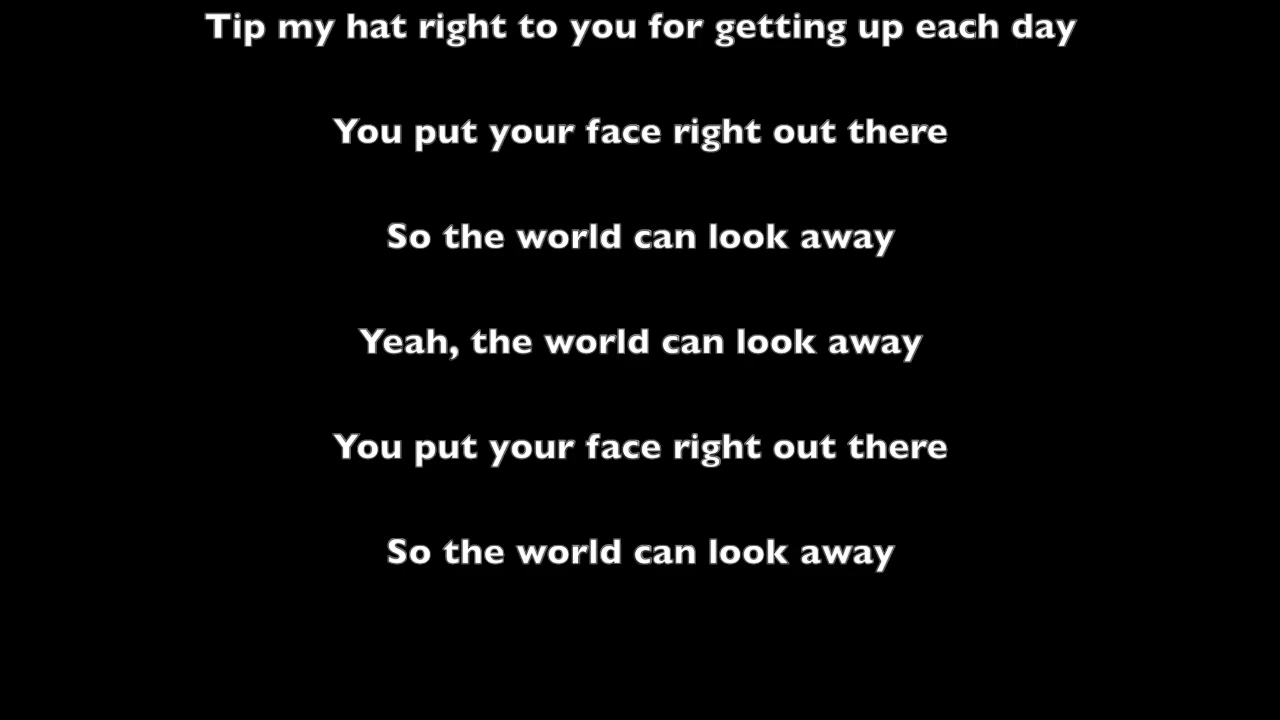 Tip my hat right to you for getting up each day
You put your face right out there
So the world can look away
Yeah, the world can look away
You put your face right out there
So the world can look away